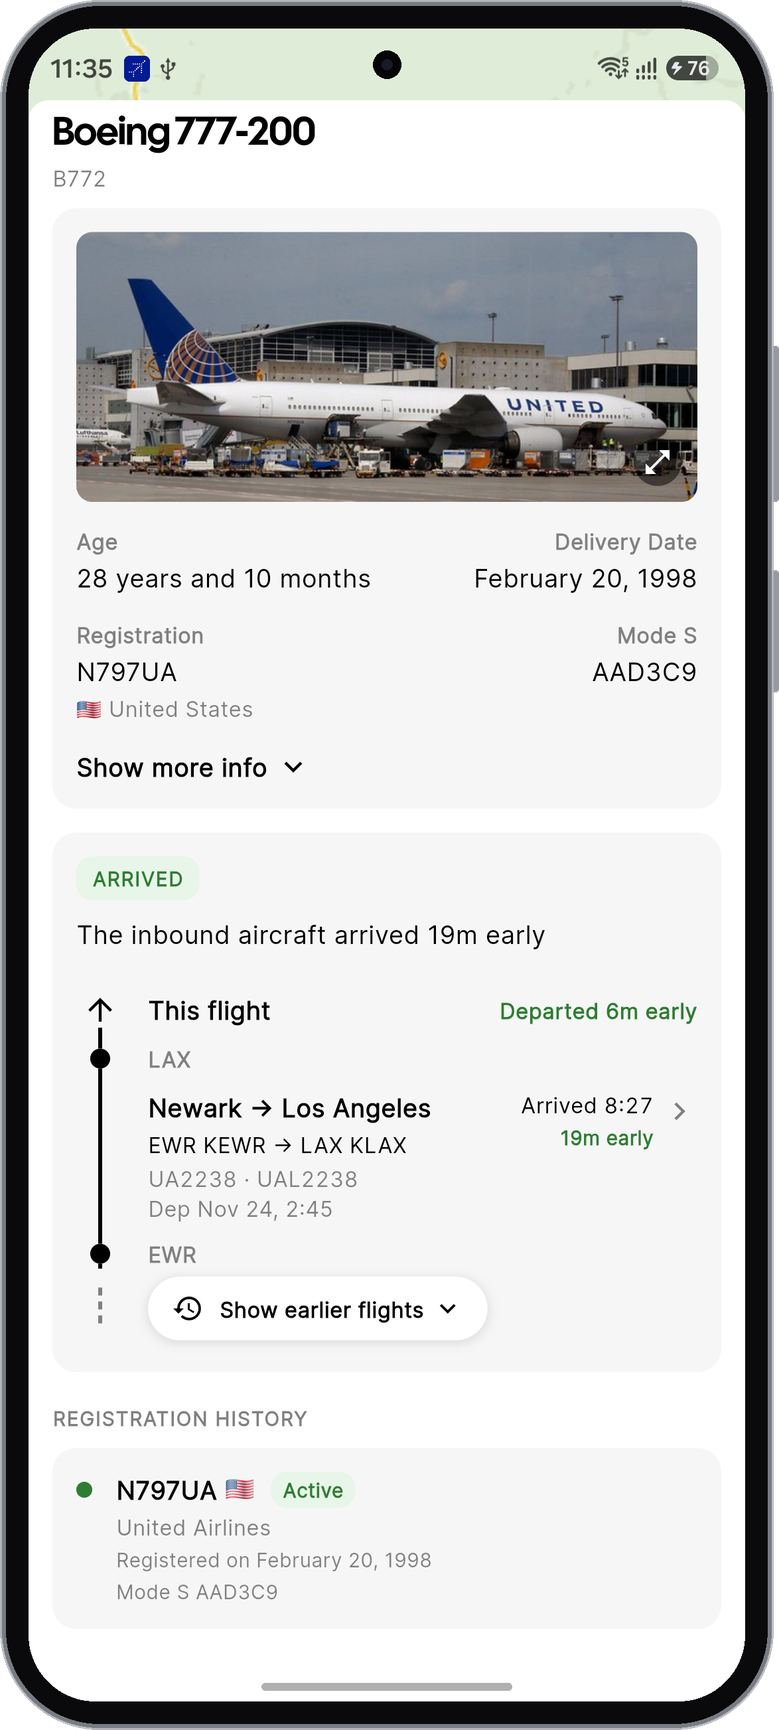 11:35
5
76
Boeing 777-200
B772
Lufthansa
UNITED
Age
Delivery Date
28 years and 10 months
February 20, 1998
Registration
Mode S
N797UA
AAD3C9
🇺🇸 United States
Show more info
ARRIVED
The inbound aircraft arrived 19m early
This flight
Departed 6m early
LAX
Newark → Los Angeles
Arrived 8:27
EWR KEWR → LAX KLAX
19m early
UA2238 · UAL2238
Dep Nov 24, 2:45
EWR
Show earlier flights
REGISTRATION HISTORY
N797UA 🇺🇸 Active
United Airlines
Registered on February 20, 1998
Mode S AAD3C9